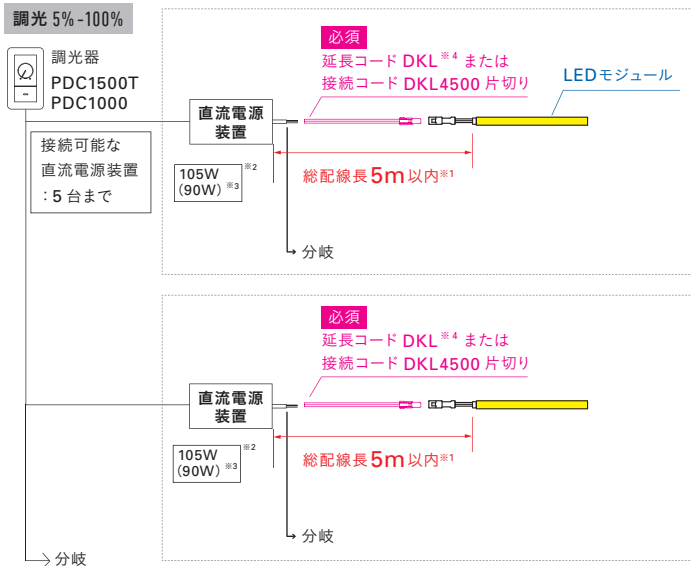 調光 5%-100%
調光器
PDC1500T
PDC1000
接続可能な
直流電源装置
：5 台まで
必須
延長コード DKL※4 または
接続コード DKL4500 片切り
LEDモジュール
直流電源
装置
105W※2
(90W)※3
総配線長5m以内※1
分岐
必須
延長コード DKL※4 または
接続コード DKL4500 片切り
直流電源
装置
105W※2
(90W)※3
総配線長5m以内※1
分岐
分岐